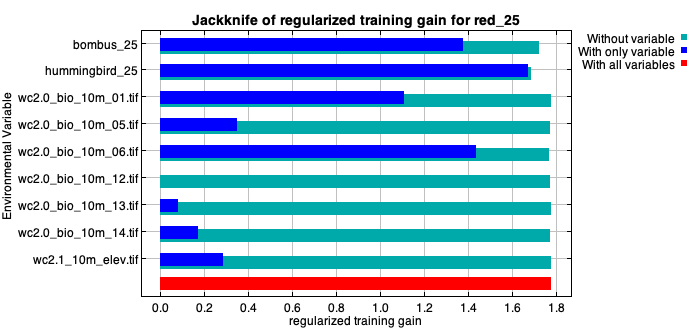 Jackknife of regularized training gain for red_25
Without variable
With only variable
With all variables
Environmental Variable
bombus_25
hummingbird_25
wc2.0_bio_10m_01.tif
wc2.0_bio_10m_05.tif
wc2.0_bio_10m_06.tif
wc2.0_bio_10m_12.tif
wc2.0_bio_10m_13.tif
wc2.0_bio_10m_14.tif
wc2.1_10m_elev.tif
0.0 0.2 0.4 0.6 0.8 1.0 1.2 1.4 1.6 1.8
regularized training gain